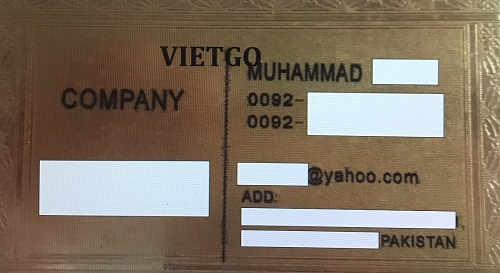 VIETGO
COMPANY
MUHAMMAD
0092-
0092-
@yahoo.com
ADD:
PAKISTAN